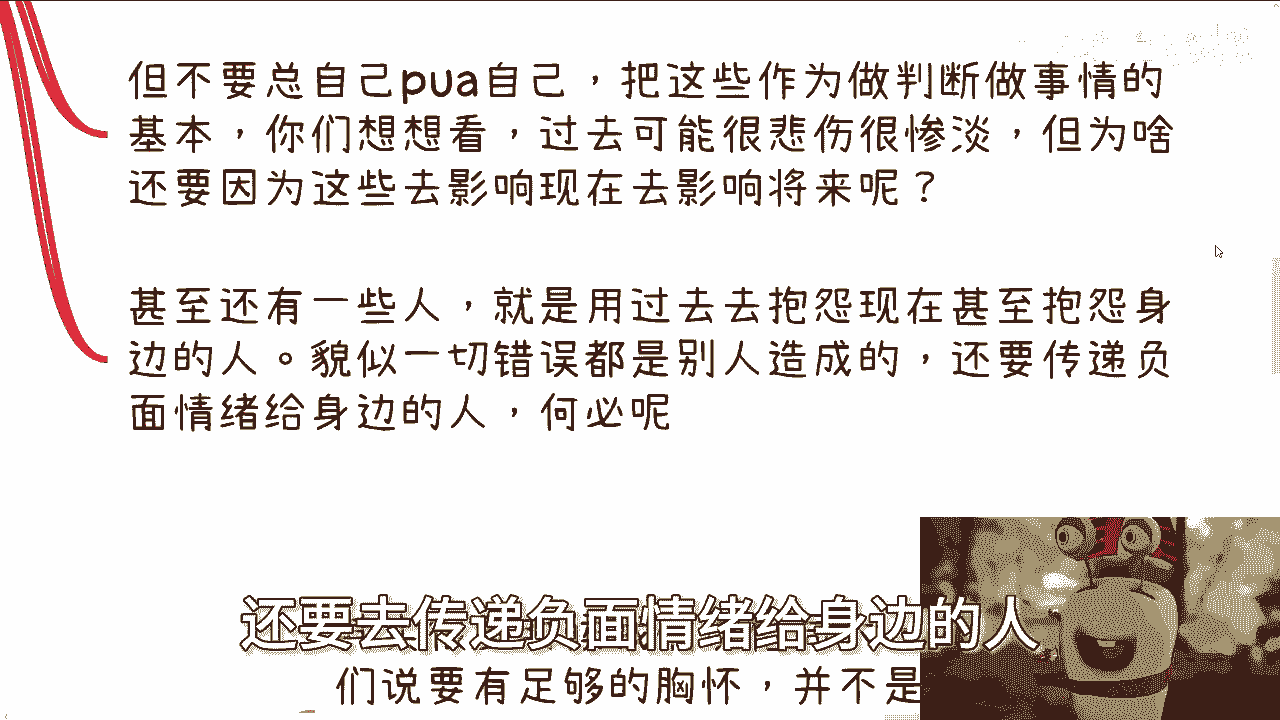 但不要总自己pua自己，把这些作为做判断做事情的
基本，你们想想看，过去可能很悲伤很惨淡，但为啥
还要因为这些去影响现在去影响将来呢？
甚至还有一些人，就是用过去去抱怨现在甚至抱怨身
边的人。貌似一切错误都是别人造成的，还要传递负
面情绪给身边的人，何必呢
还要去传递负面情绪给身边的人
们说要有足够的胸怀，并不是